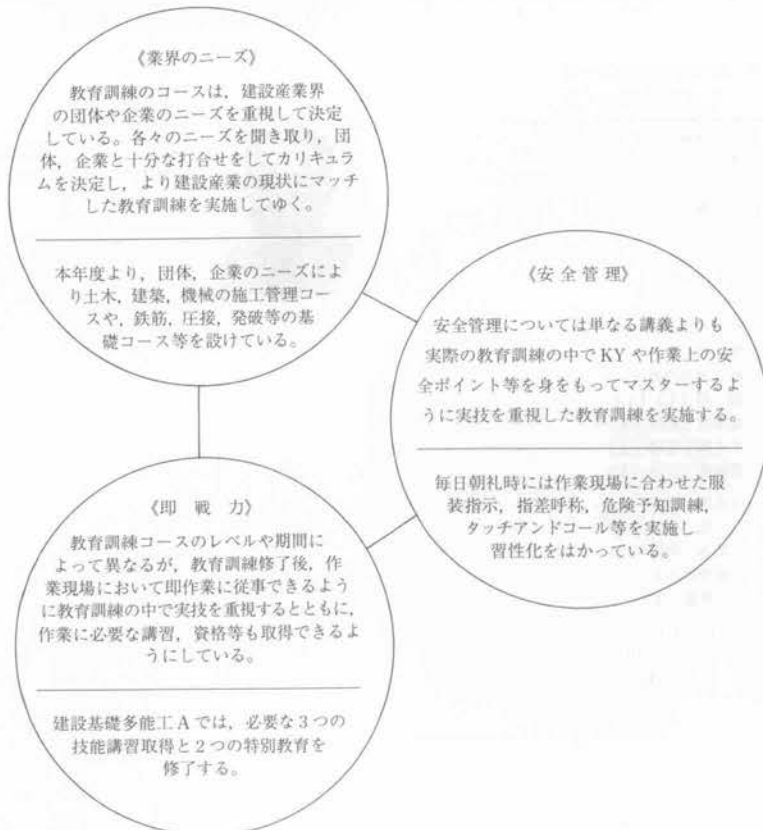 《業界のニーズ》
教育訓練のコースは，建設産業界
の団体や企業のニーズを重視して決定
している。各々のニーズを聞き取り，団
体，企業と十分な打合せをしてカリキュラ
ムを決定し，より建設産業の現状にマッチ
した教育訓練を実施してゆく。
本年度より，団体，企業のニーズによ
り土木，建築，機械の施工管理コー
スや，鉄筋，圧接，発破等の基
礎コース等を設けている。
《安全管理》
安全管理については単なる講義よりも
実際の教育訓練の中でKYや作業上の安
全ポイント等を身をもってマスターするよ
うに実技を重視した教育訓練を実施する。
毎日朝礼時には作業現場に合わせた服
装指示，指差呼称，危険予知訓練，
タッチアンドコール等を実施し
習性化をはかっている。
《即 戦 力》
教育訓練コースのレベルや期間に
よって異なるが，教育訓練修了後，作
業現場において即作業に従事できるよう
に教育訓練の中で実技を重視するとともに，
作業に必要な講習，資格等も取得できるよ
うにしている。
建設基礎多能工Aでは，必要な3つの
技能講習取得と2つの特別教育を
修了する。